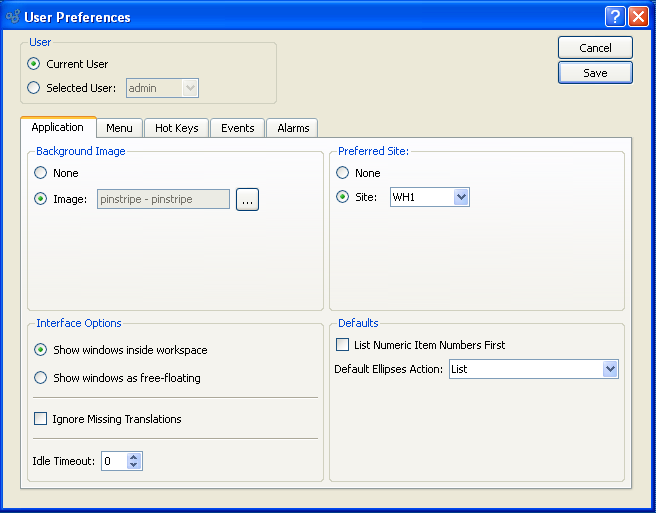 User Preferences
User
Current User
Selected User: admin
Cancel
Save
Application Menu Hot Keys Events Alarms
Background Image
None
Image: pinstripe - pinstripe ...
Preferred Site:
None
Site: WH1
Interface Options
Show windows inside workspace
Show windows as free-floating
Ignore Missing Translations
Idle Timeout: 0
Defaults
List Numeric Item Numbers First
Default Ellipses Action: List